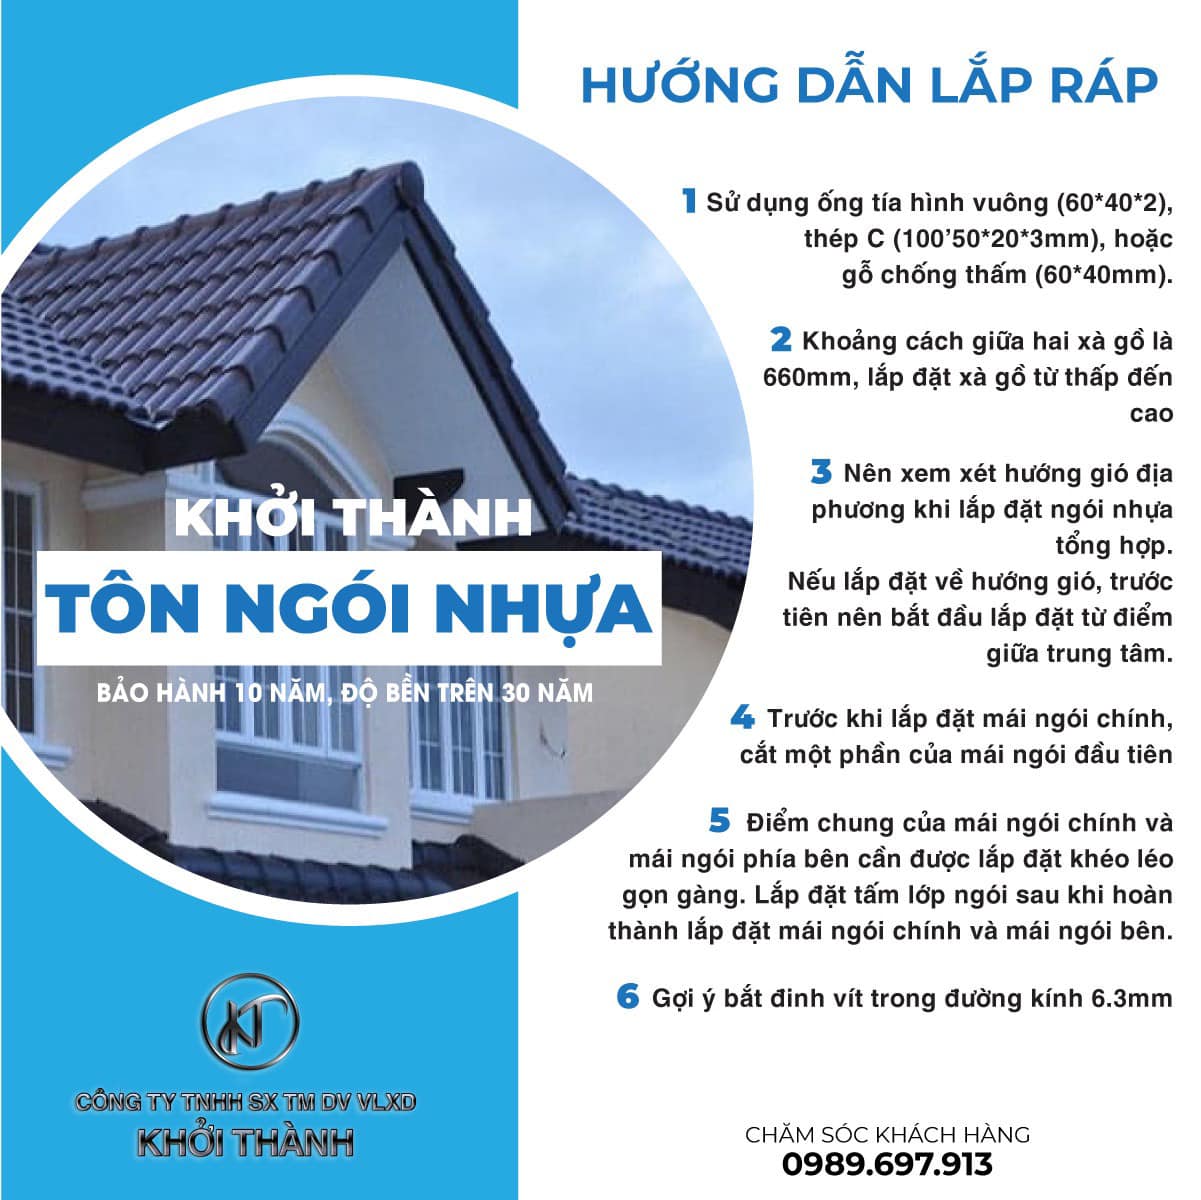 HƯỚNG DẪN LẮP RÁP
1 Sử dụng ống tía hình vuông (60*40*2),
thép C (100’50*20*3mm), hoặc
gỗ chống thấm (60*40mm).
2 Khoảng cách giữa hai xà gồ là
660mm, lắp đặt xà gồ từ thấp đến
cao
3 Nên xem xét hướng gió địa
phương khi lắp đặt ngói nhựa
tổng hợp.
Nếu lắp đặt về hướng gió, trước
tiên nên bắt đầu lắp đặt từ điểm
giữa trung tâm.
4 Trước khi lắp đặt mái ngói chính,
cắt một phần của mái ngói đầu tiên
5 Điểm chung của mái ngói chính và
mái ngói phía bên cần được lắp đặt khéo léo
gọn gàng. Lắp đặt tấm lớp ngói sau khi hoàn
thành lắp đặt mái ngói chính và mái ngói bên.
6 Gợi ý bắt đinh vít trong đường kính 6.3mm
KHỞI THÀNH
TÔN NGÓI NHỰA
BẢO HÀNH 10 NĂM, ĐỘ BỀN TRÊN 30 NĂM
KT
CÔNG TY TNHH SX TM DV VLXD
KHỞI THÀNH
CHĂM SÓC KHÁCH HÀNG
0989.697.913